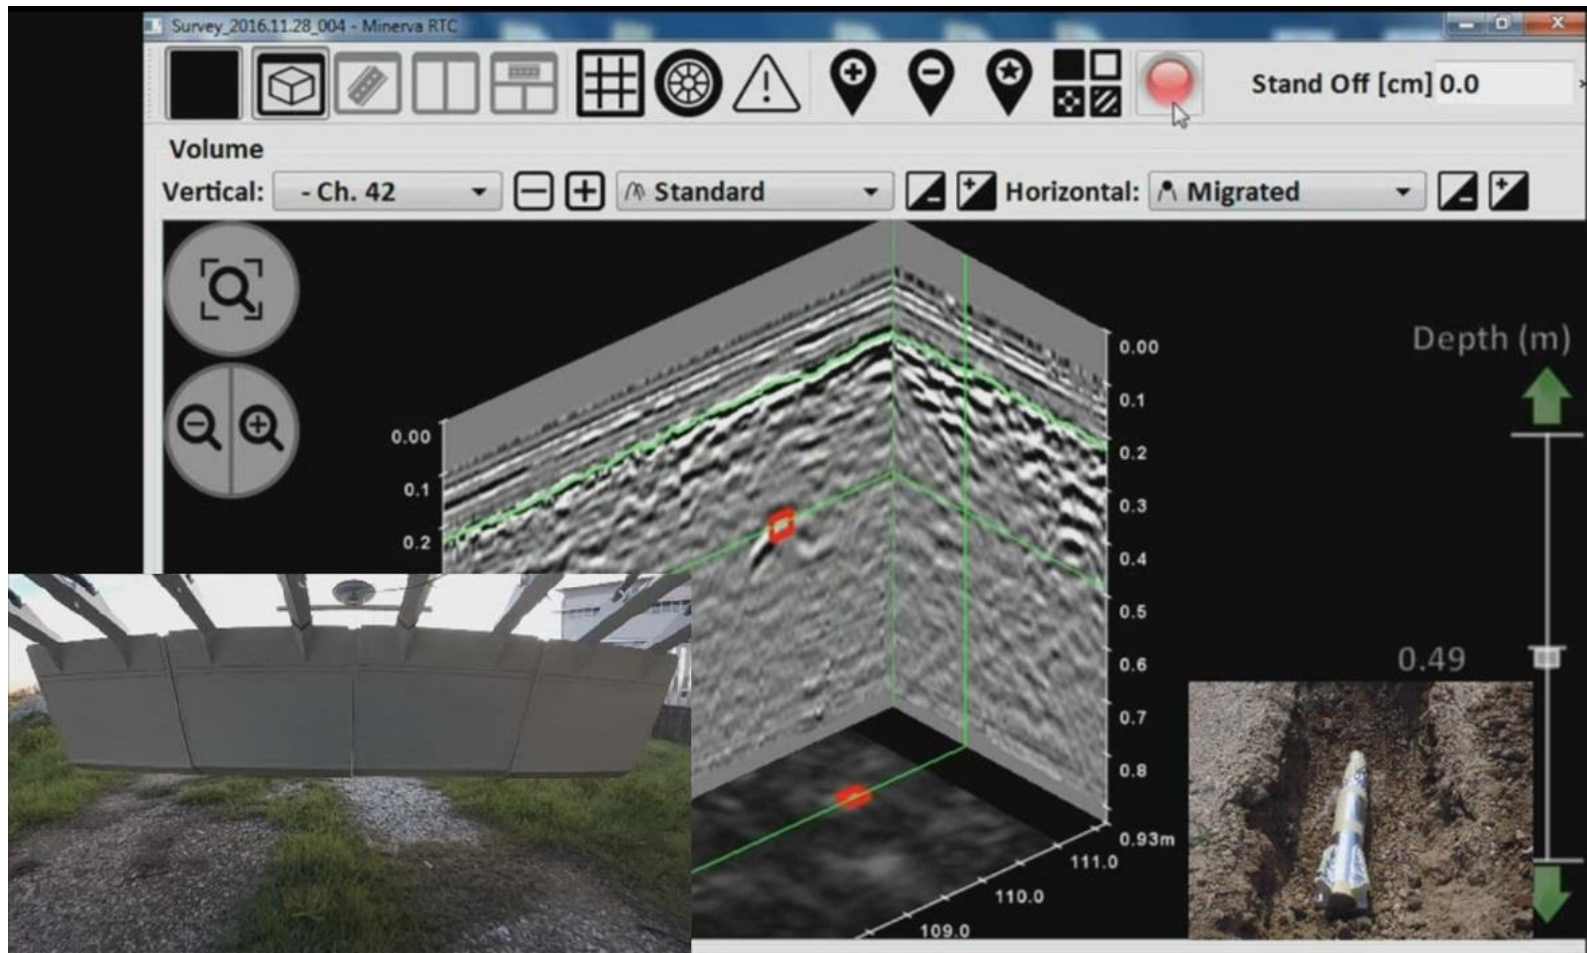 Survey_2016.11.28_004 - Minerva RTC
Stand Off [cm] 0.0
Volume
Vertical: - Ch. 42 Standard Horizontal: Migrated
Depth (m)
0.00
0.1
0.2
0.00
0.1
0.2
0.3
0.4
0.5
0.6
0.7
0.8
0.93m
0.49
111.0
110.0
109.0